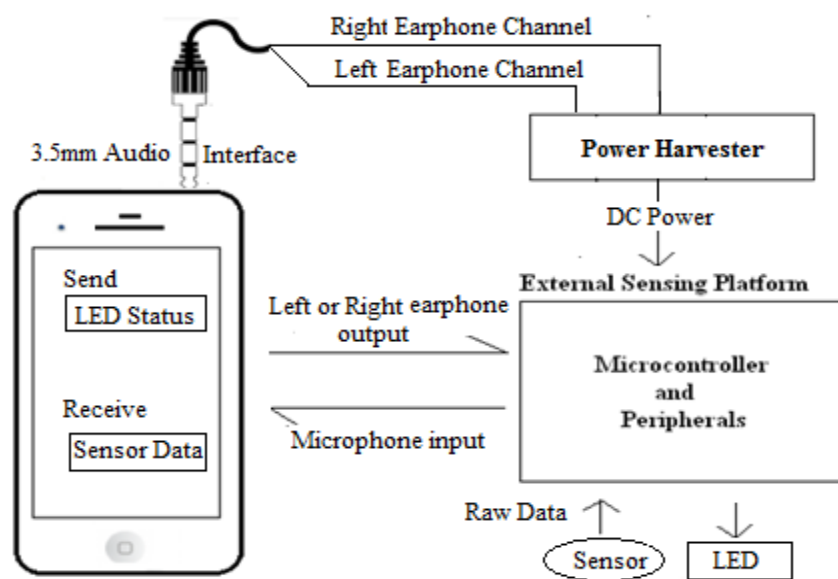 Right Earphone Channel
Left Earphone Channel
3.5mm Audio Interface
Power Harvester
DC Power
External Sensing Platform
Send
LED Status
Left or Right earphone
output
Microcontroller
and
Peripherals
Receive
Sensor Data
Microphone input
Raw Data
Sensor
LED